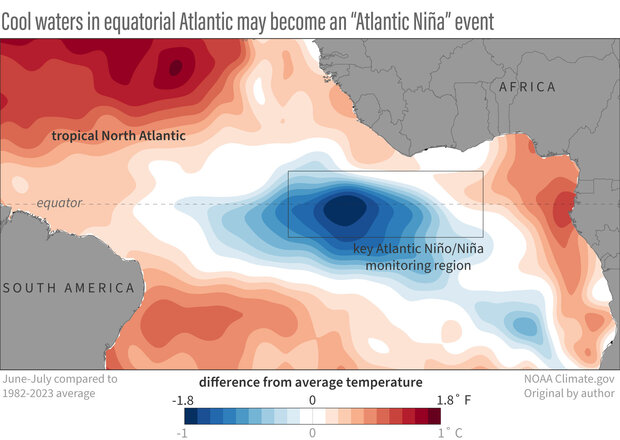 Cool waters in equatorial Atlantic may become an “Atlantic Niña” event
AFRICA
tropical North Atlantic
equator
key Atlantic Niño/Niña
monitoring region
SOUTH AMERICA
June-July compared to
1982-2023 average
difference from average temperature
-1.8 0 1.8° F
-1 0 1° C
NOAA Climate.gov
Original by author